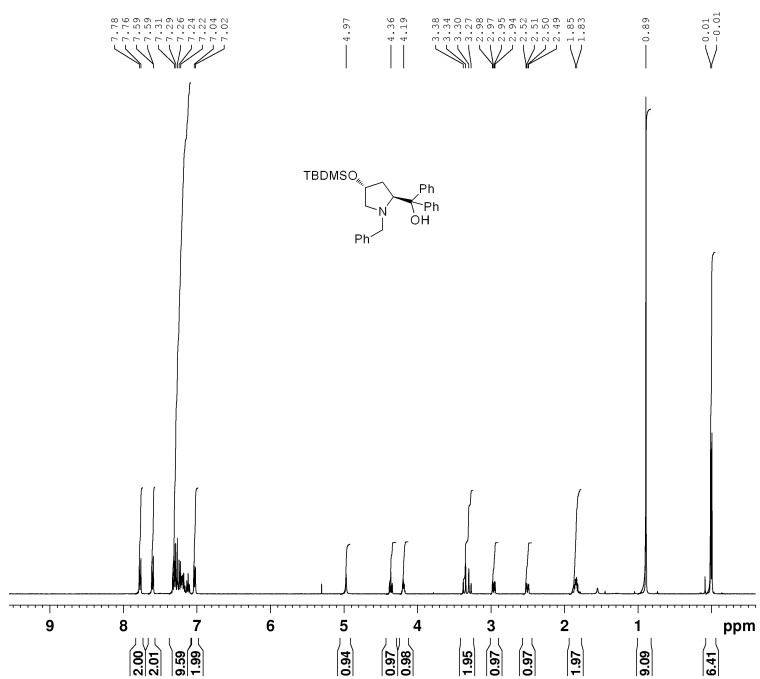 7.78 7.76 7.59 7.59 7.31 7.29 7.26 7.24 7.22 7.04 7.02 4.97 4.36 4.19 3.38 3.34 3.30 3.27 2.98 2.97 2.95 2.94 2.52 2.51 2.50 2.49 1.85 1.83 0.89 0.01 -0.01
TBDMSO
Ph
Ph
N
OH
Ph
9 8 7 6 5 4 3 2 1 ppm
2.00 2.01 9.59 1.99 0.94 0.97 0.98 1.95 0.97 0.97 1.97 9.09 6.41